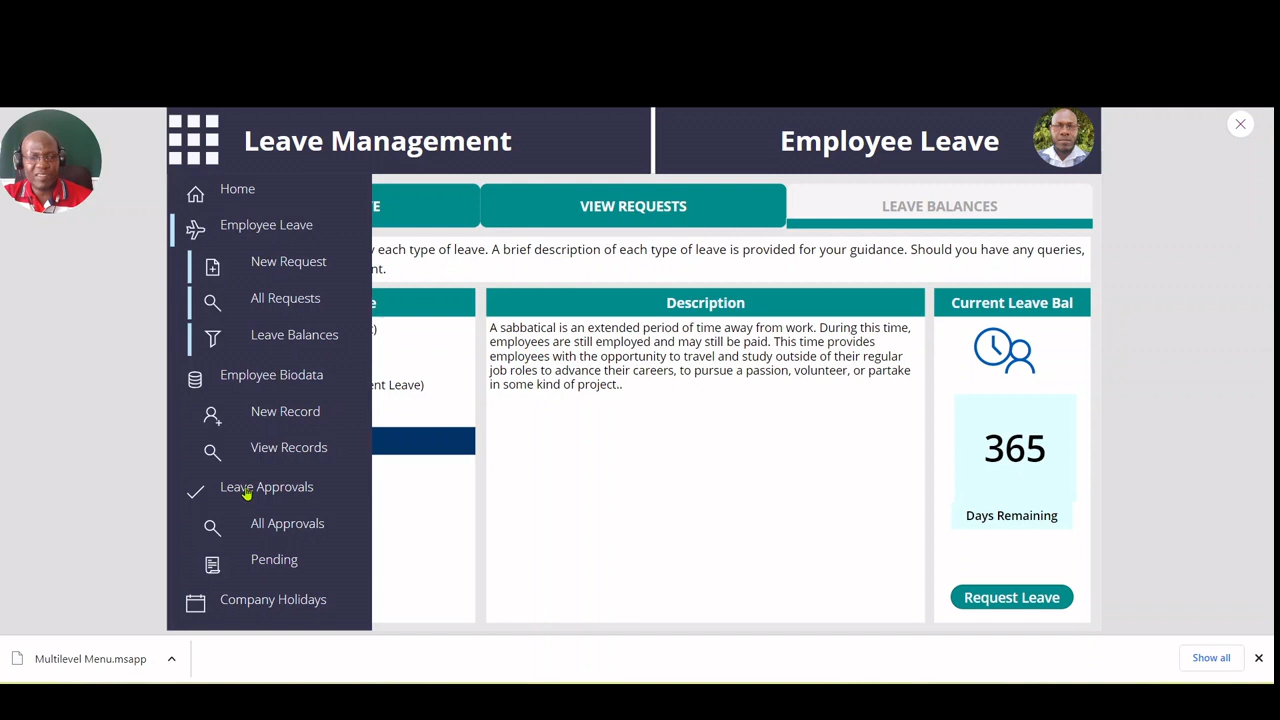 Leave Management
Employee Leave
Home
Employee Leave
New Request
All Requests
Leave Balances
Employee Biodata
New Record
View Records
Leave Approvals
All Approvals
Pending
Company Holidays
E
VIEW REQUESTS
LEAVE BALANCES
y each type of leave. A brief description of each type of leave is provided for your guidance. Should you have any queries,
nt.
e
)
ent Leave)
Description
A sabbatical is an extended period of time away from work. During this time,
employees are still employed and may still be paid. This time provides
employees with the opportunity to travel and study outside of their regular
job roles to advance their careers, to pursue a passion, volunteer, or partake
in some kind of project..
Current Leave Bal
365
Days Remaining
Request Leave
Multilevel Menu.msapp
Show all